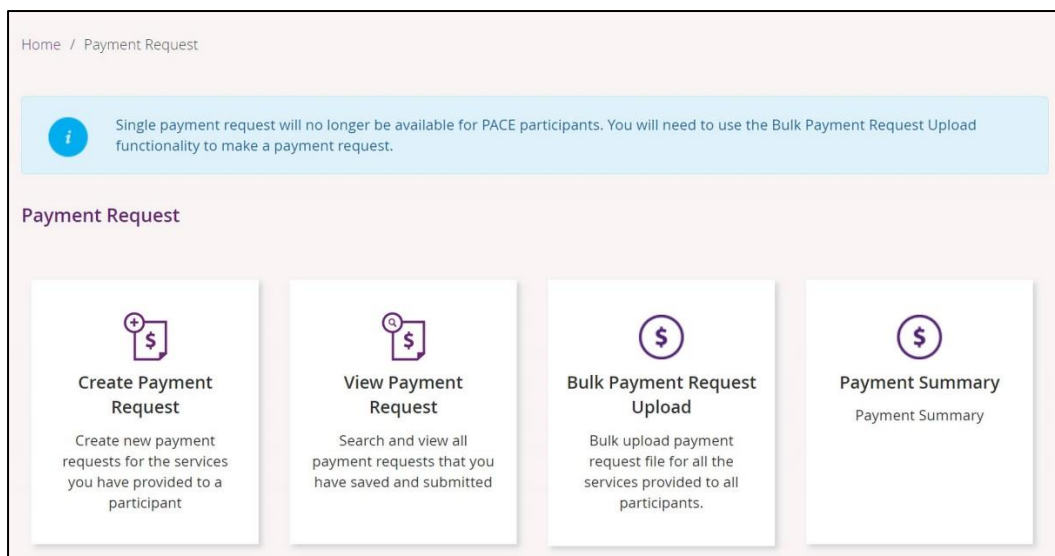 Home / Payment Request
Single payment request will no longer be available for PACE participants. You will need to use the Bulk Payment Request Upload
functionality to make a payment request.
Payment Request
Create Payment
Request
Create new payment
requests for the services
you have provided to a
participant
View Payment
Request
Search and view all
payment requests that you
have saved and submitted
Bulk Payment Request
Upload
Bulk upload payment
request file for all the
services provided to all
participants.
Payment Summary
Payment Summary